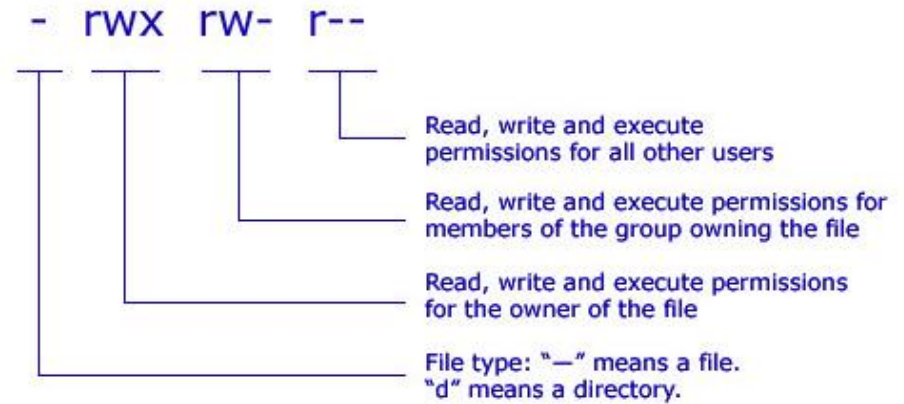 - rwx rw- r--
Read, write and execute
permissions for all other users
Read, write and execute permissions for
members of the group owning the file
Read, write and execute permissions
for the owner of the file
File type: “—” means a file.
“d” means a directory.